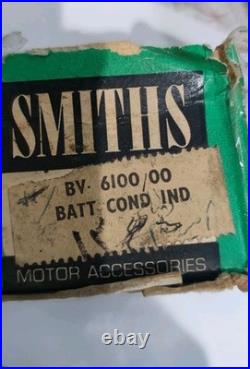 SMITHS
BV. 6100/00
BATT COND IND
MOTOR ACCESSORIES